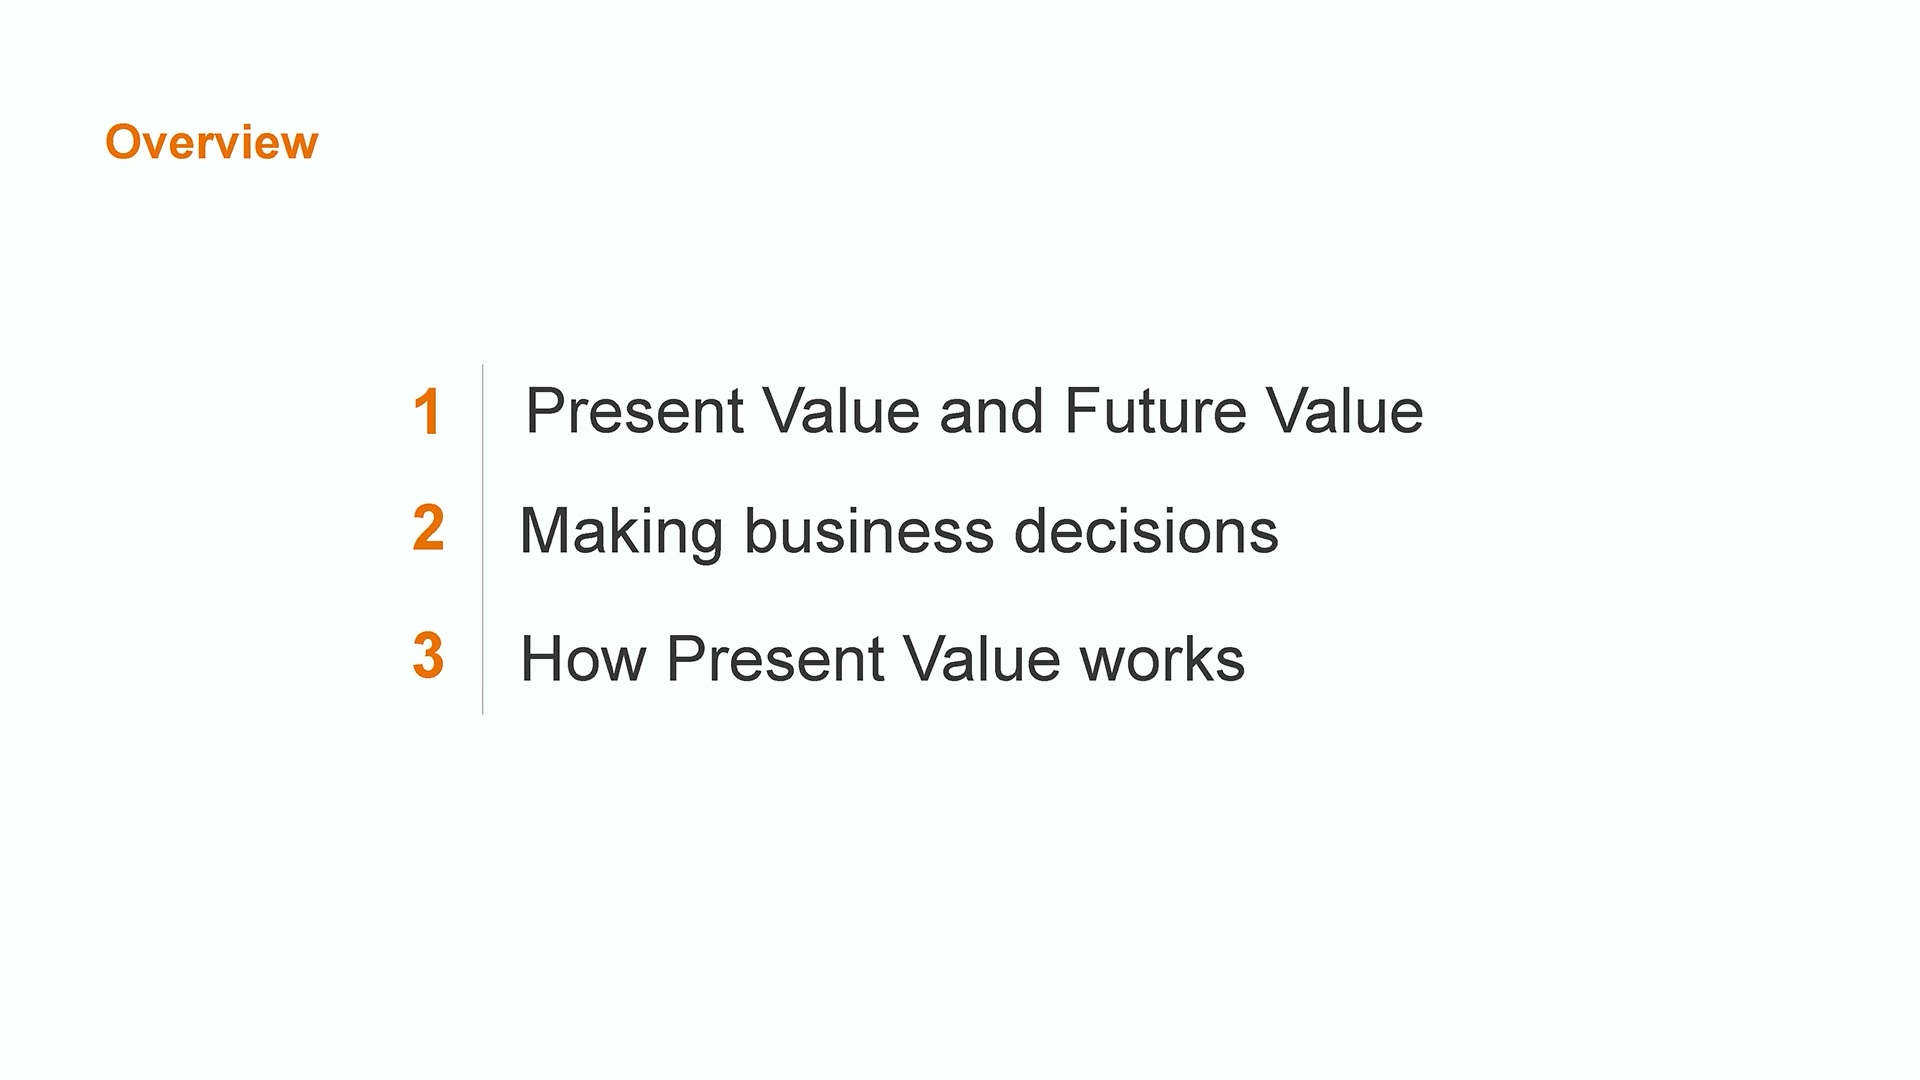 Overview
1 Present Value and Future Value
2 Making business decisions
3 How Present Value works